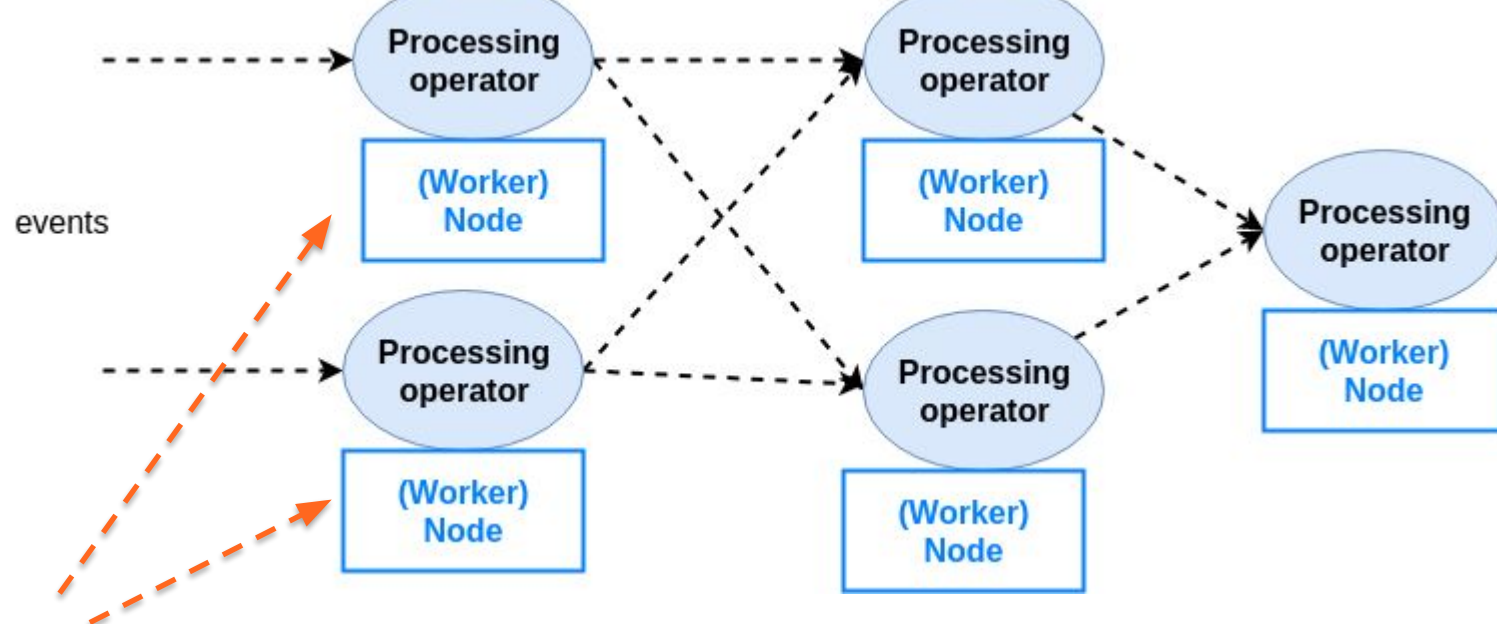 Processing
operator
Processing
operator
(Worker)
Node
(Worker)
Node
events
Processing
operator
Processing
operator
Processing
operator
(Worker)
Node
(Worker)
Node
(Worker)
Node